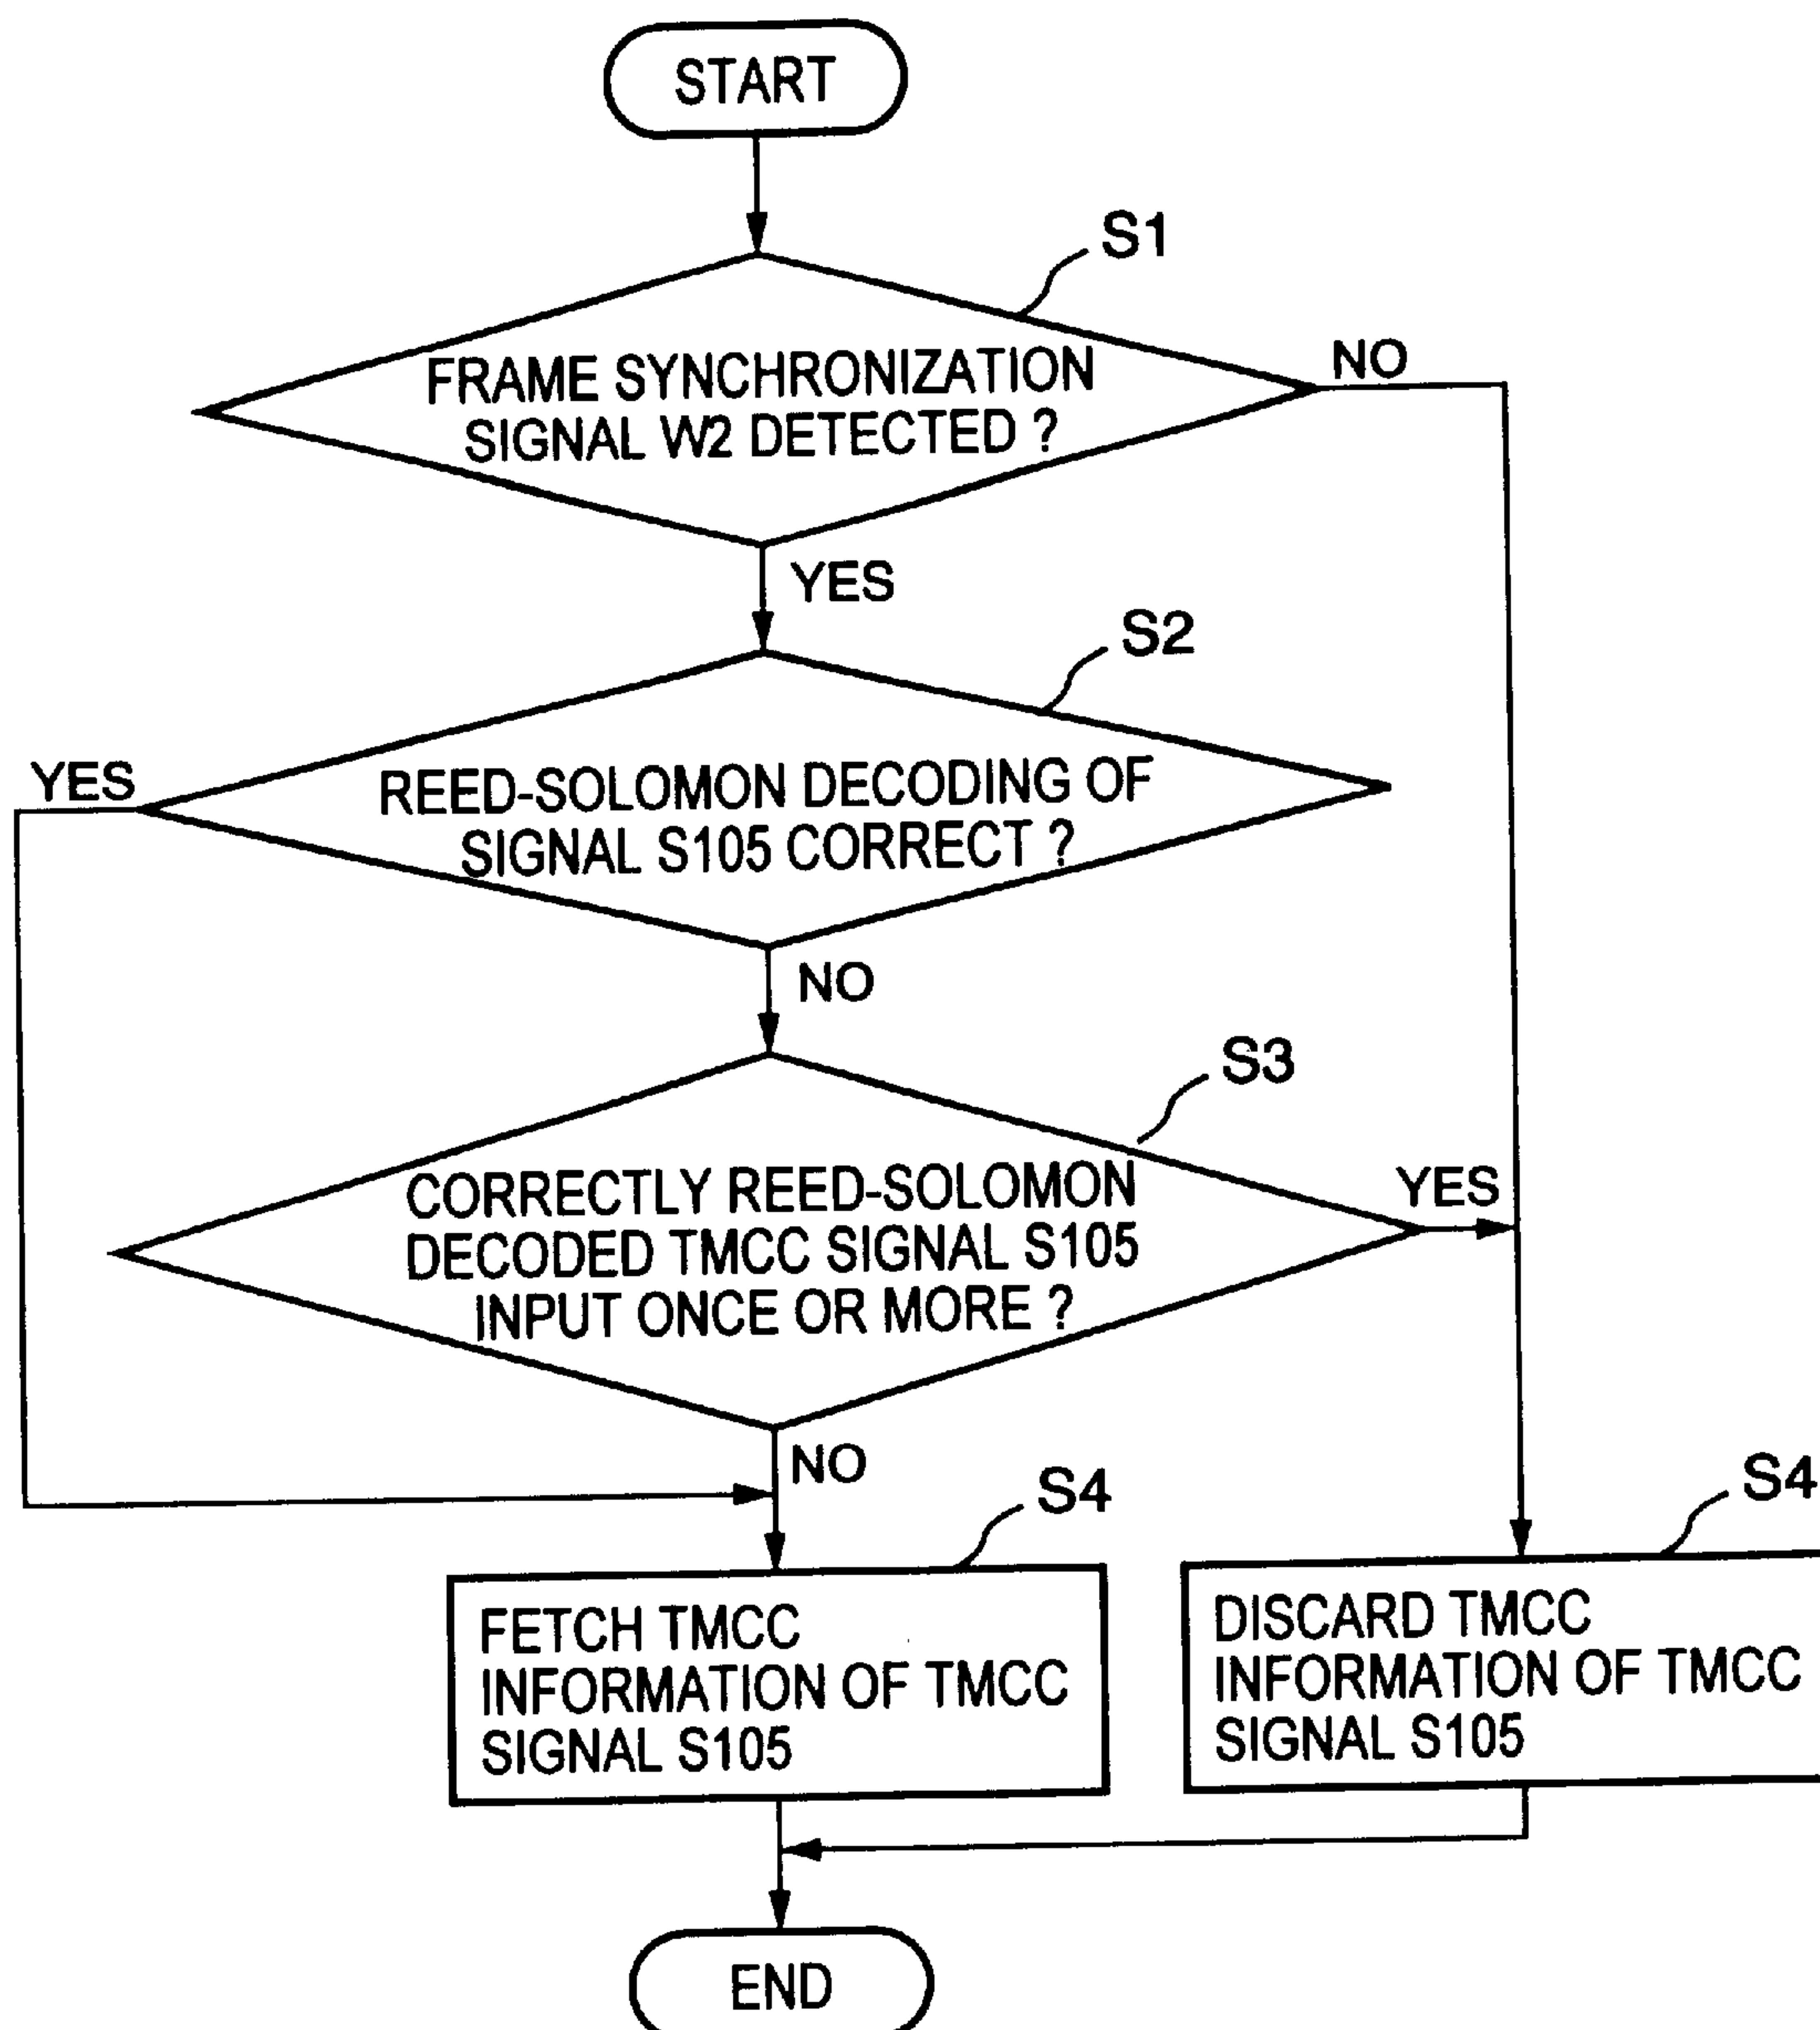 START
S1
FRAME SYNCHRONIZATION
SIGNAL W2 DETECTED ?
NO
YES
S2
YES
REED-SOLOMON DECODING OF
SIGNAL S105 CORRECT ?
NO
S3
CORRECTLY REED-SOLOMON
DECODED TMCC SIGNAL S105
INPUT ONCE OR MORE ?
YES
NO
S4
FETCH TMCC
INFORMATION OF TMCC
SIGNAL S105
S4
DISCARD TMCC
INFORMATION OF TMCC
SIGNAL S105
END